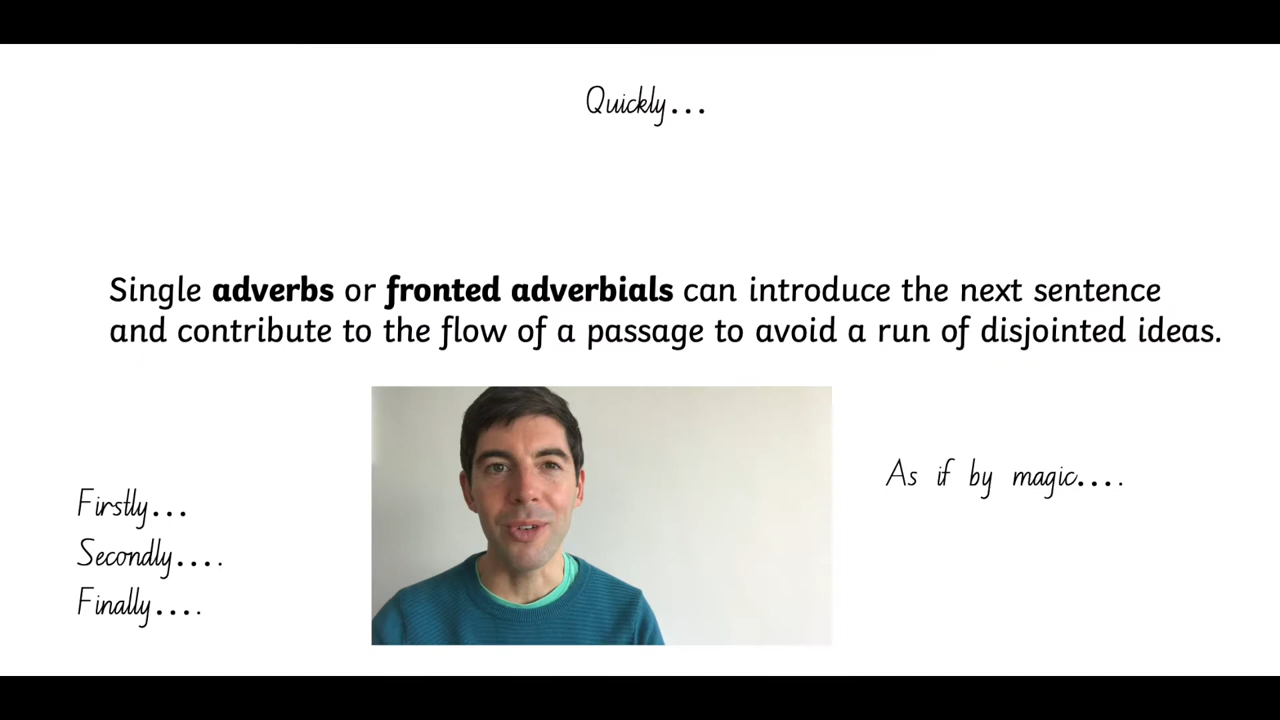 Quickly...
Single adverbs or fronted adverbials can introduce the next sentence
and contribute to the flow of a passage to avoid a run of disjointed ideas.
As if by magic....
Firstly...
Secondly....
Finally....